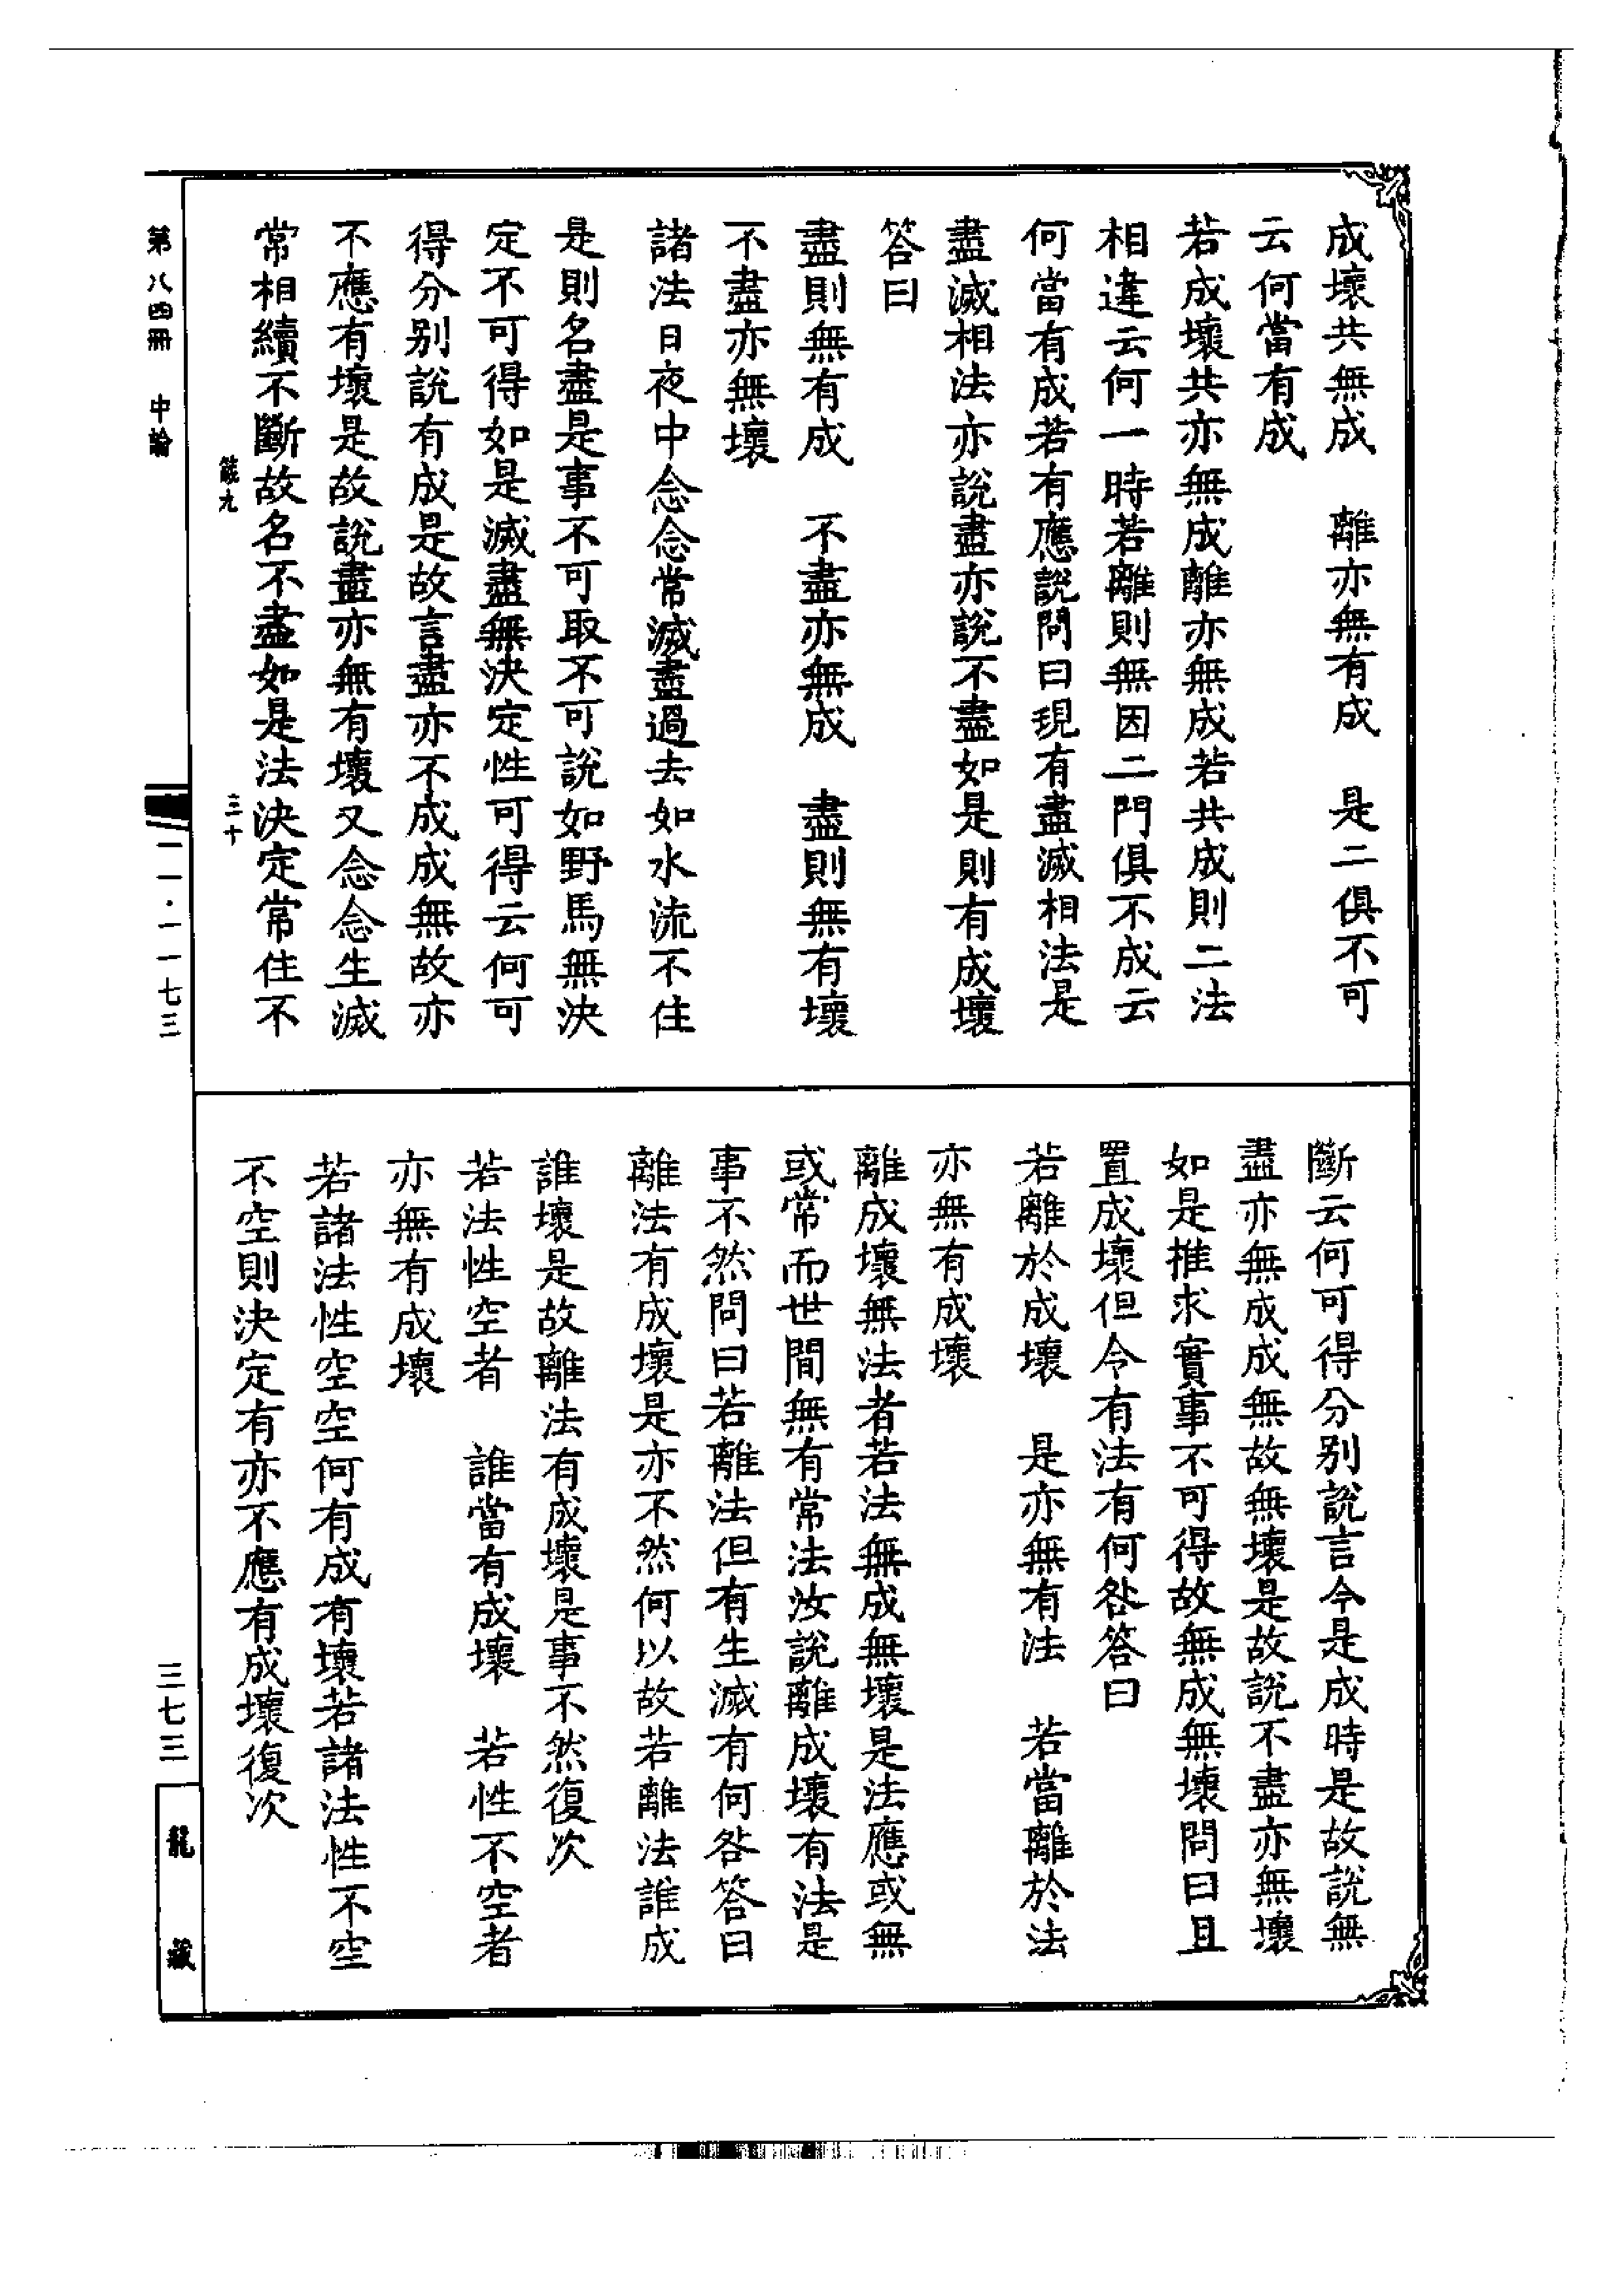 成壞共無成　離亦無有成　是二俱不可
云何當有成
若成壞共亦無成離亦無成若共成則二法
相違云何一時若離則無因二門俱不成云
何當有成若有應說問曰現有盡滅相法是
盡滅相法亦說盡亦說不盡如是則有成壞
答曰
盡則無有成　不盡亦無成　盡則無有壞
不盡亦無壞
諸法日夜中念念常滅盡過去如水流不住
是則名盡是事不可取不可說如野馬無決
定不可得如是滅盡無決定性可得云何可
得分別說有成是故言盡亦不成成無故亦
不應有壞是故說盡亦無有壞又念念生滅
常相續不斷故名不盡如是法決定常住不
斷云何可得分別說言今是成時是故說無
盡亦無成成無故無壞是故說不盡亦無壞
如是推求實事不可得故無成無壞問曰且
置成壞但令有法有何咎答曰
若離於成壞　是亦無有法　若當離於法
亦無有成壞
離成壞無法者若法無成無壞是法應或無
或常而世間無有常法汝說離成壞有法是
事不然問曰若離法但有生滅有何咎答曰
離法有成壞是亦不然何以故若離法誰成
誰壞是故離法有成壞是事不然復次
若法性空者　誰當有成壞　若性不空者
亦無有成壞
若諸法性空空何有成有壞若諸法性不空
不空則決定有亦不應有成壞復次
三十
第八四冊　中論
一一·一一七三
三七三
龍藏